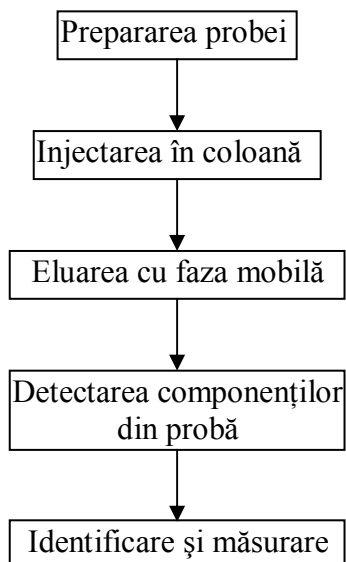 Prepararea probei
Injectarea în coloană
Eluarea cu faza mobilă
Detectarea componenților
din probă
Identificare şi măsurare